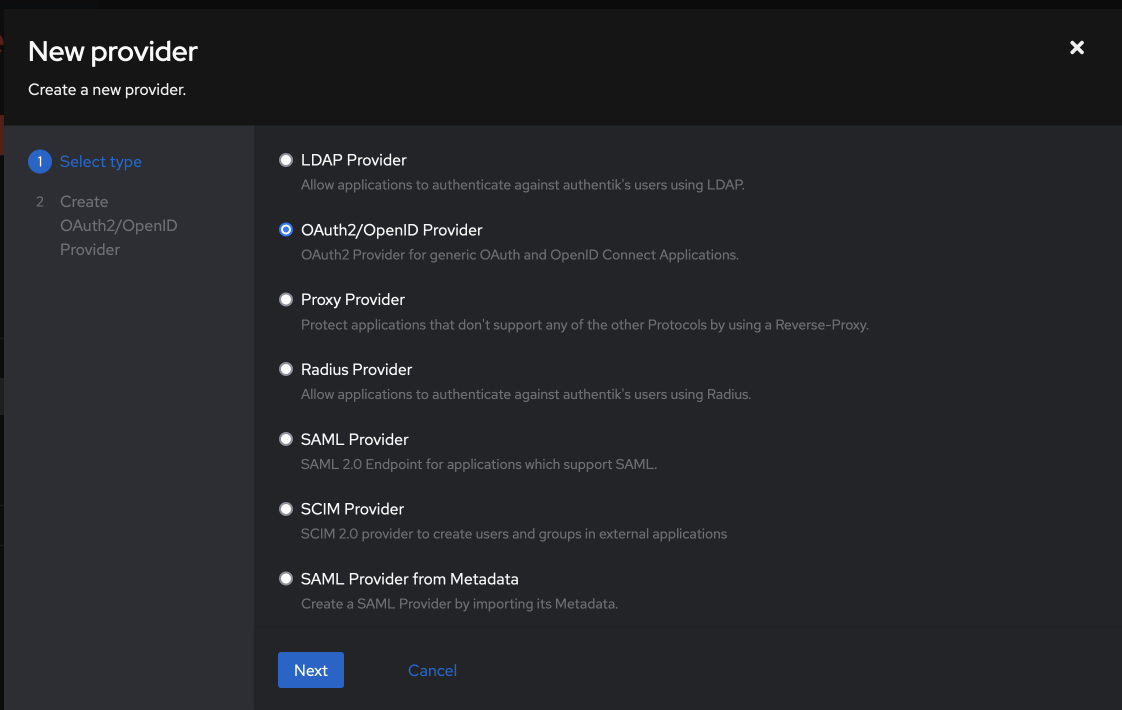 New provider
Create a new provider.
1 Select type
2 Create
OAuth2/OpenID
Provider
LDAP Provider
Allow applications to authenticate against authentik's users using LDAP.
OAuth2/OpenID Provider
OAuth2 Provider for generic OAuth and OpenID Connect Applications.
Proxy Provider
Protect applications that don't support any of the other Protocols by using a Reverse-Proxy.
Radius Provider
Allow applications to authenticate against authentik's users using Radius.
SAML Provider
SAML 2.0 Endpoint for applications which support SAML.
SCIM Provider
SCIM 2.0 provider to create users and groups in external applications
SAML Provider from Metadata
Create a SAML Provider by importing its Metadata.
Next
Cancel